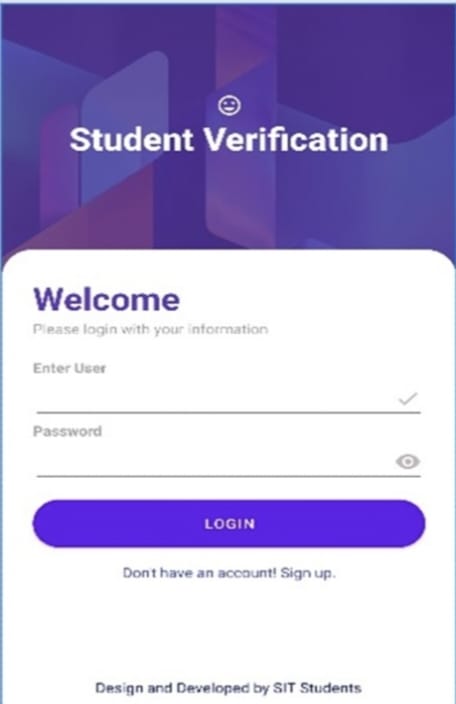 Student Verification
Welcome
Please login with your information
Enter User
Password
LOGIN
Don't have an account! Sign up.
Design and Developed by SIT Students